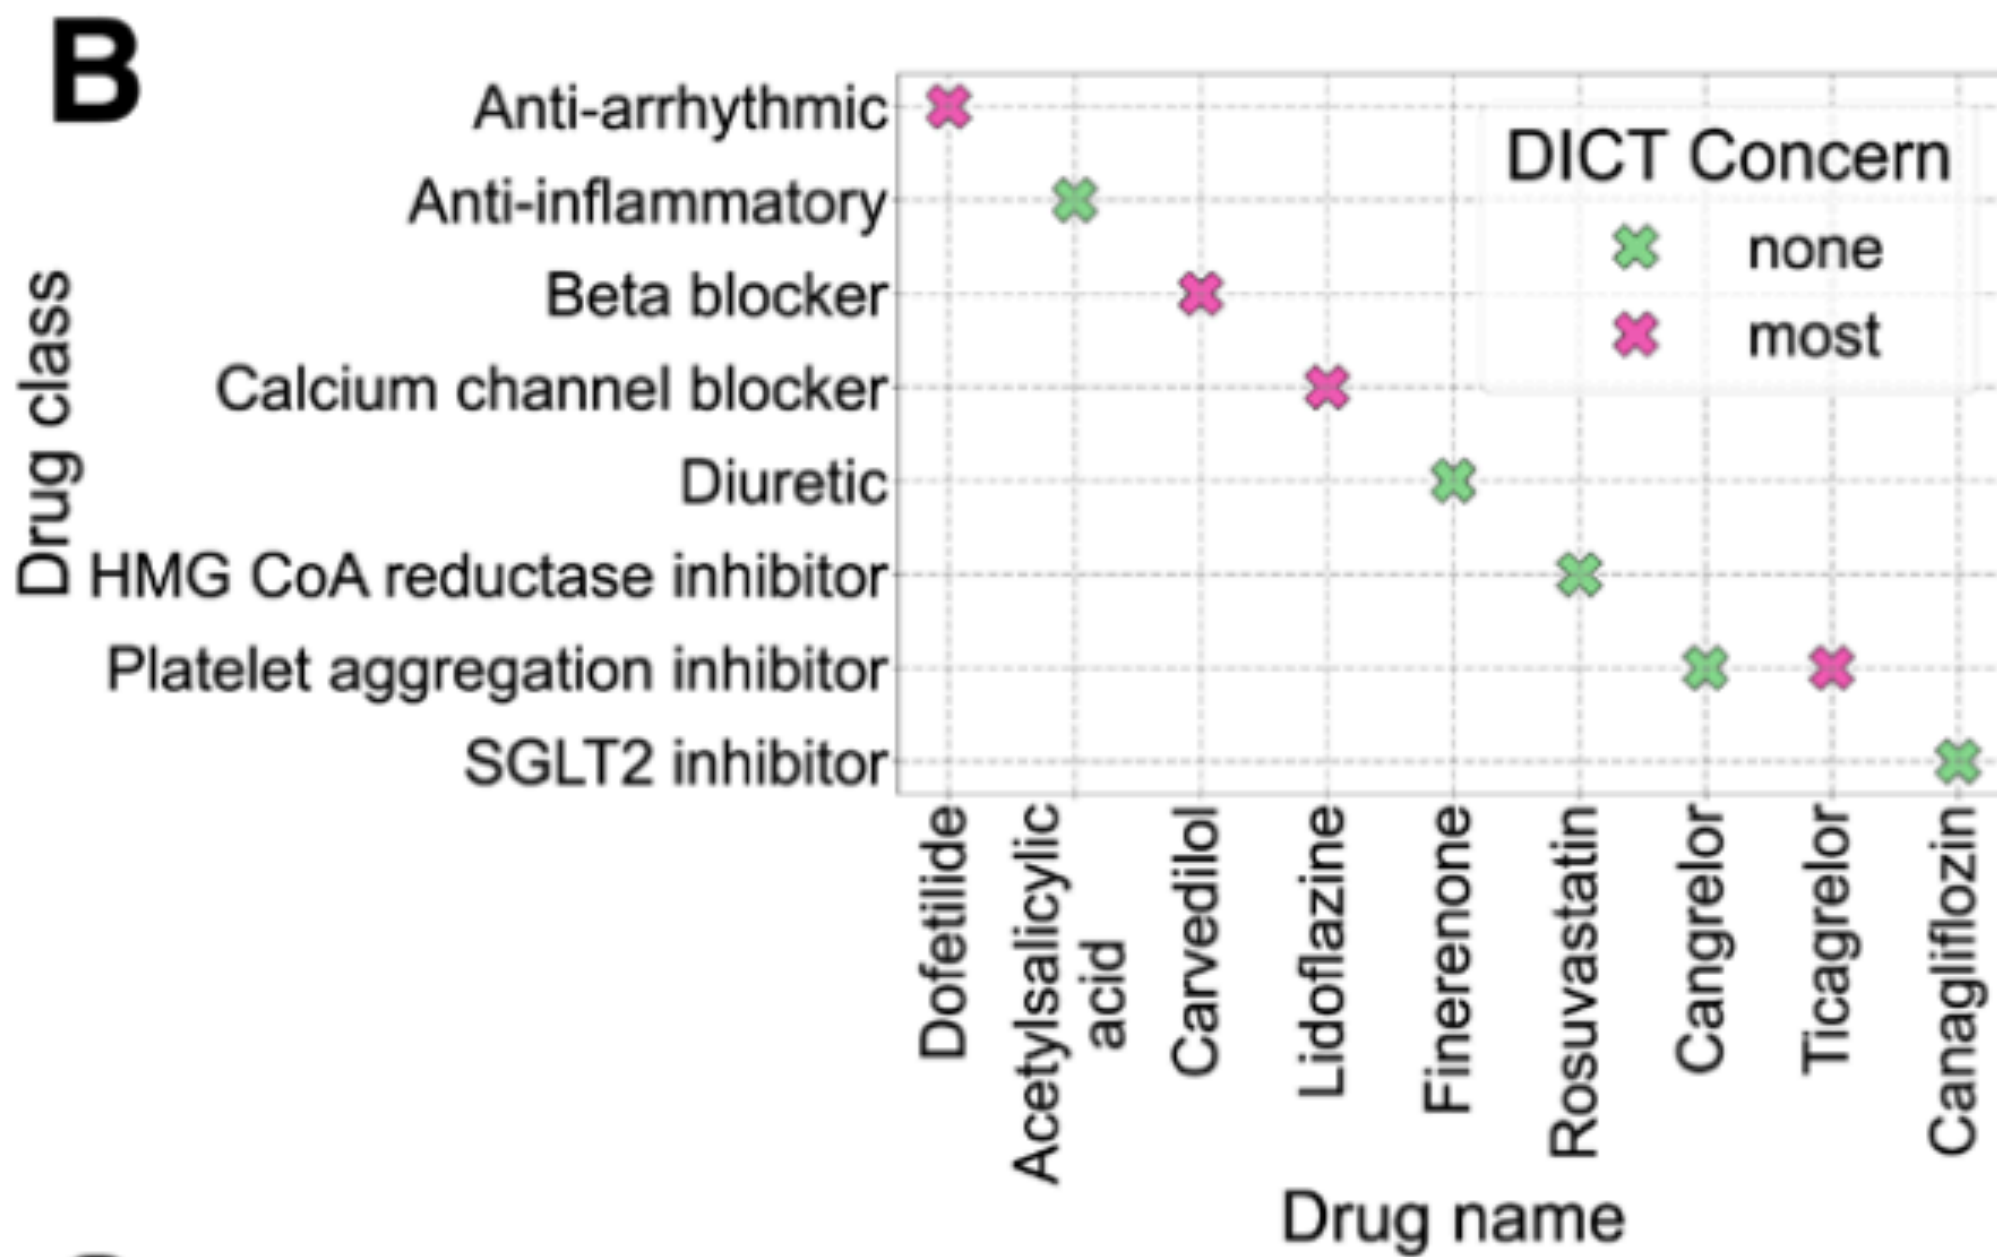 B
Anti-arrhythmic
Anti-inflammatory
Beta blocker
Calcium channel blocker
Diuretic
HMG CoA reductase inhibitor
Platelet aggregation inhibitor
SGLT2 inhibitor
Drug class
DICT Concern
none
most
Dofetilide
Acetylsalicylic
acid
Carvedilol
Lidoflazine
Finerenone
Rosuvastatin
Cangrelor
Ticagrelor
Canagliflozin
Drug name